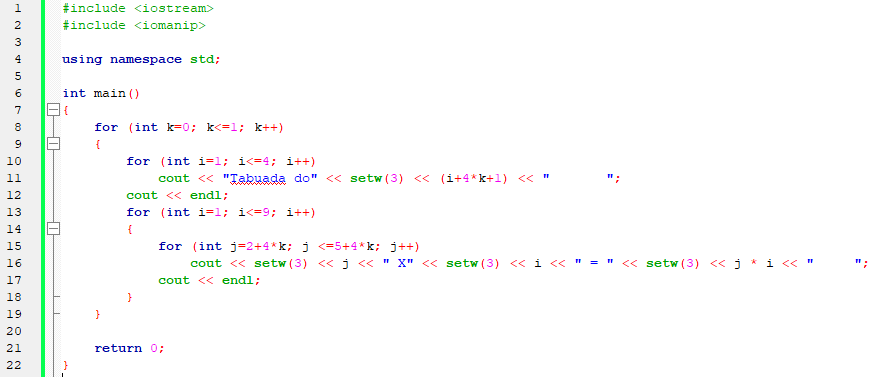 1 #include <iostream>
2 #include <iomanip>
3
4 using namespace std;
5
6 int main()
7 {
8     for (int k=0; k<=1; k++)
9     {
10         for (int i=1; i<=4; i++)
11             cout << "Tabuada do" << setw(3) << (i+4*k+1) << "       ";
12         cout << endl;
13         for (int i=1; i<=9; i++)
14         {
15             for (int j=2+4*k; j <=5+4*k; j++)
16                 cout << setw(3) << j << " X" << setw(3) << i << " = " << setw(3) << j * i << "     ";
17             cout << endl;
18         }
19     }
20
21     return 0;
22 }